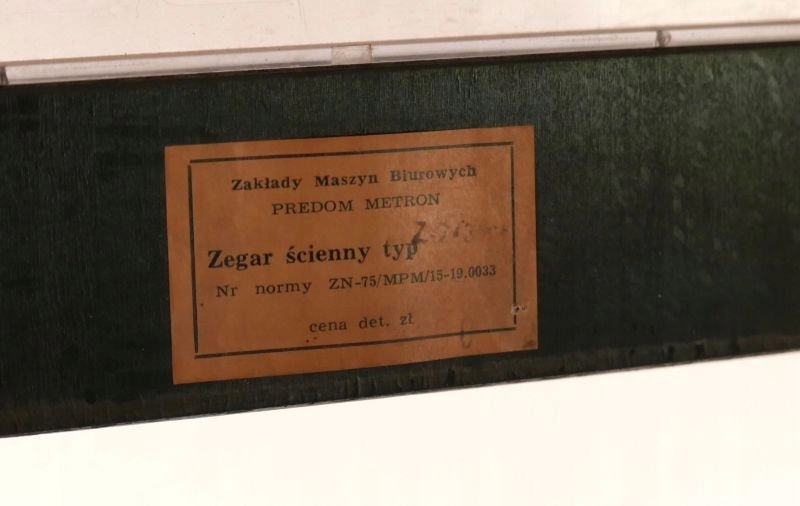 Zakłady Maszyn Biurowych
PREDOM METRON
Zegar ścienny typ
Nr normy ZN-75/MPM/15-19.0033
cena det. zł